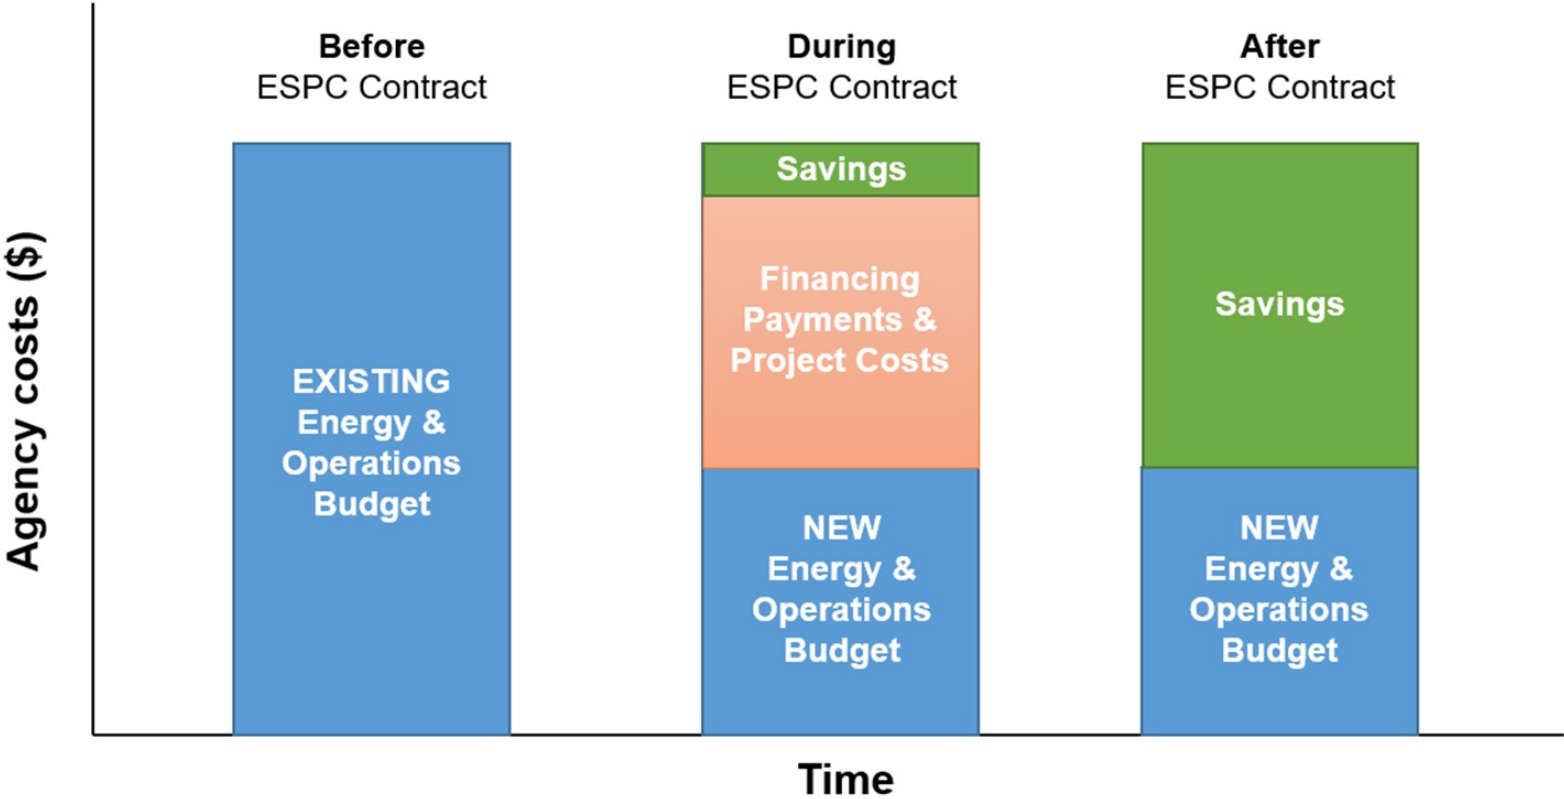 Before
ESPC Contract
During
ESPC Contract
After
ESPC Contract
Agency costs ($)
EXISTING
Energy &
Operations
Budget
Savings
Financing
Payments &
Project Costs
NEW
Energy &
Operations
Budget
Savings
NEW
Energy &
Operations
Budget
Time